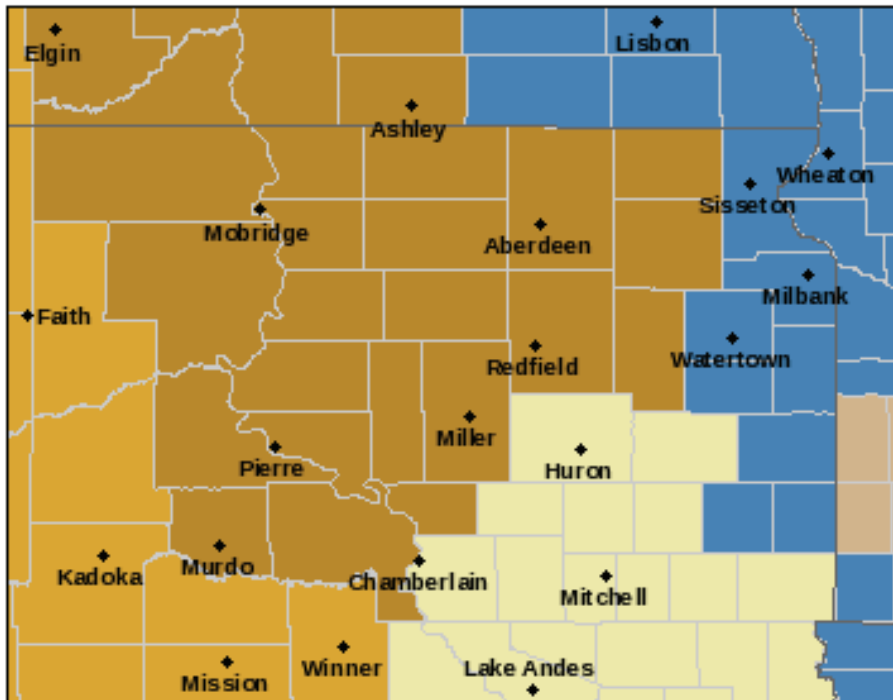 Lisbon
Elgin
Ashley
Wheaton
Sisseton
Mobridge
Aberdeen
Milbank
Faith
Watertown
Redfield
Miller
Pierre
Huron
Murdo
Kadoka
Chamberlain
Mitchell
Winner
Lake Andes
Mission